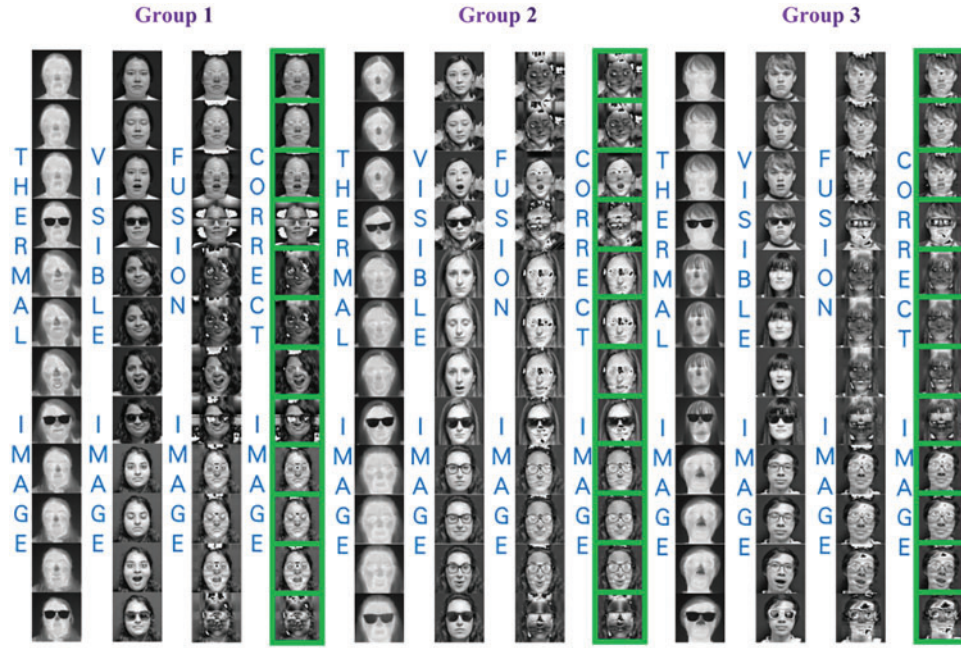 Group 1
Group 2
Group 3
THERMAL IMAGE
VISIBLE IMAGE
FUSION IMAGE
CORRECT IMAGE
THERMAL IMAGE
VISIBLE IMAGE
FUSION IMAGE
CORRECT IMAGE
THERMAL IMAGE
VISIBLE IMAGE
FUSION IMAGE
CORRECT IMAGE